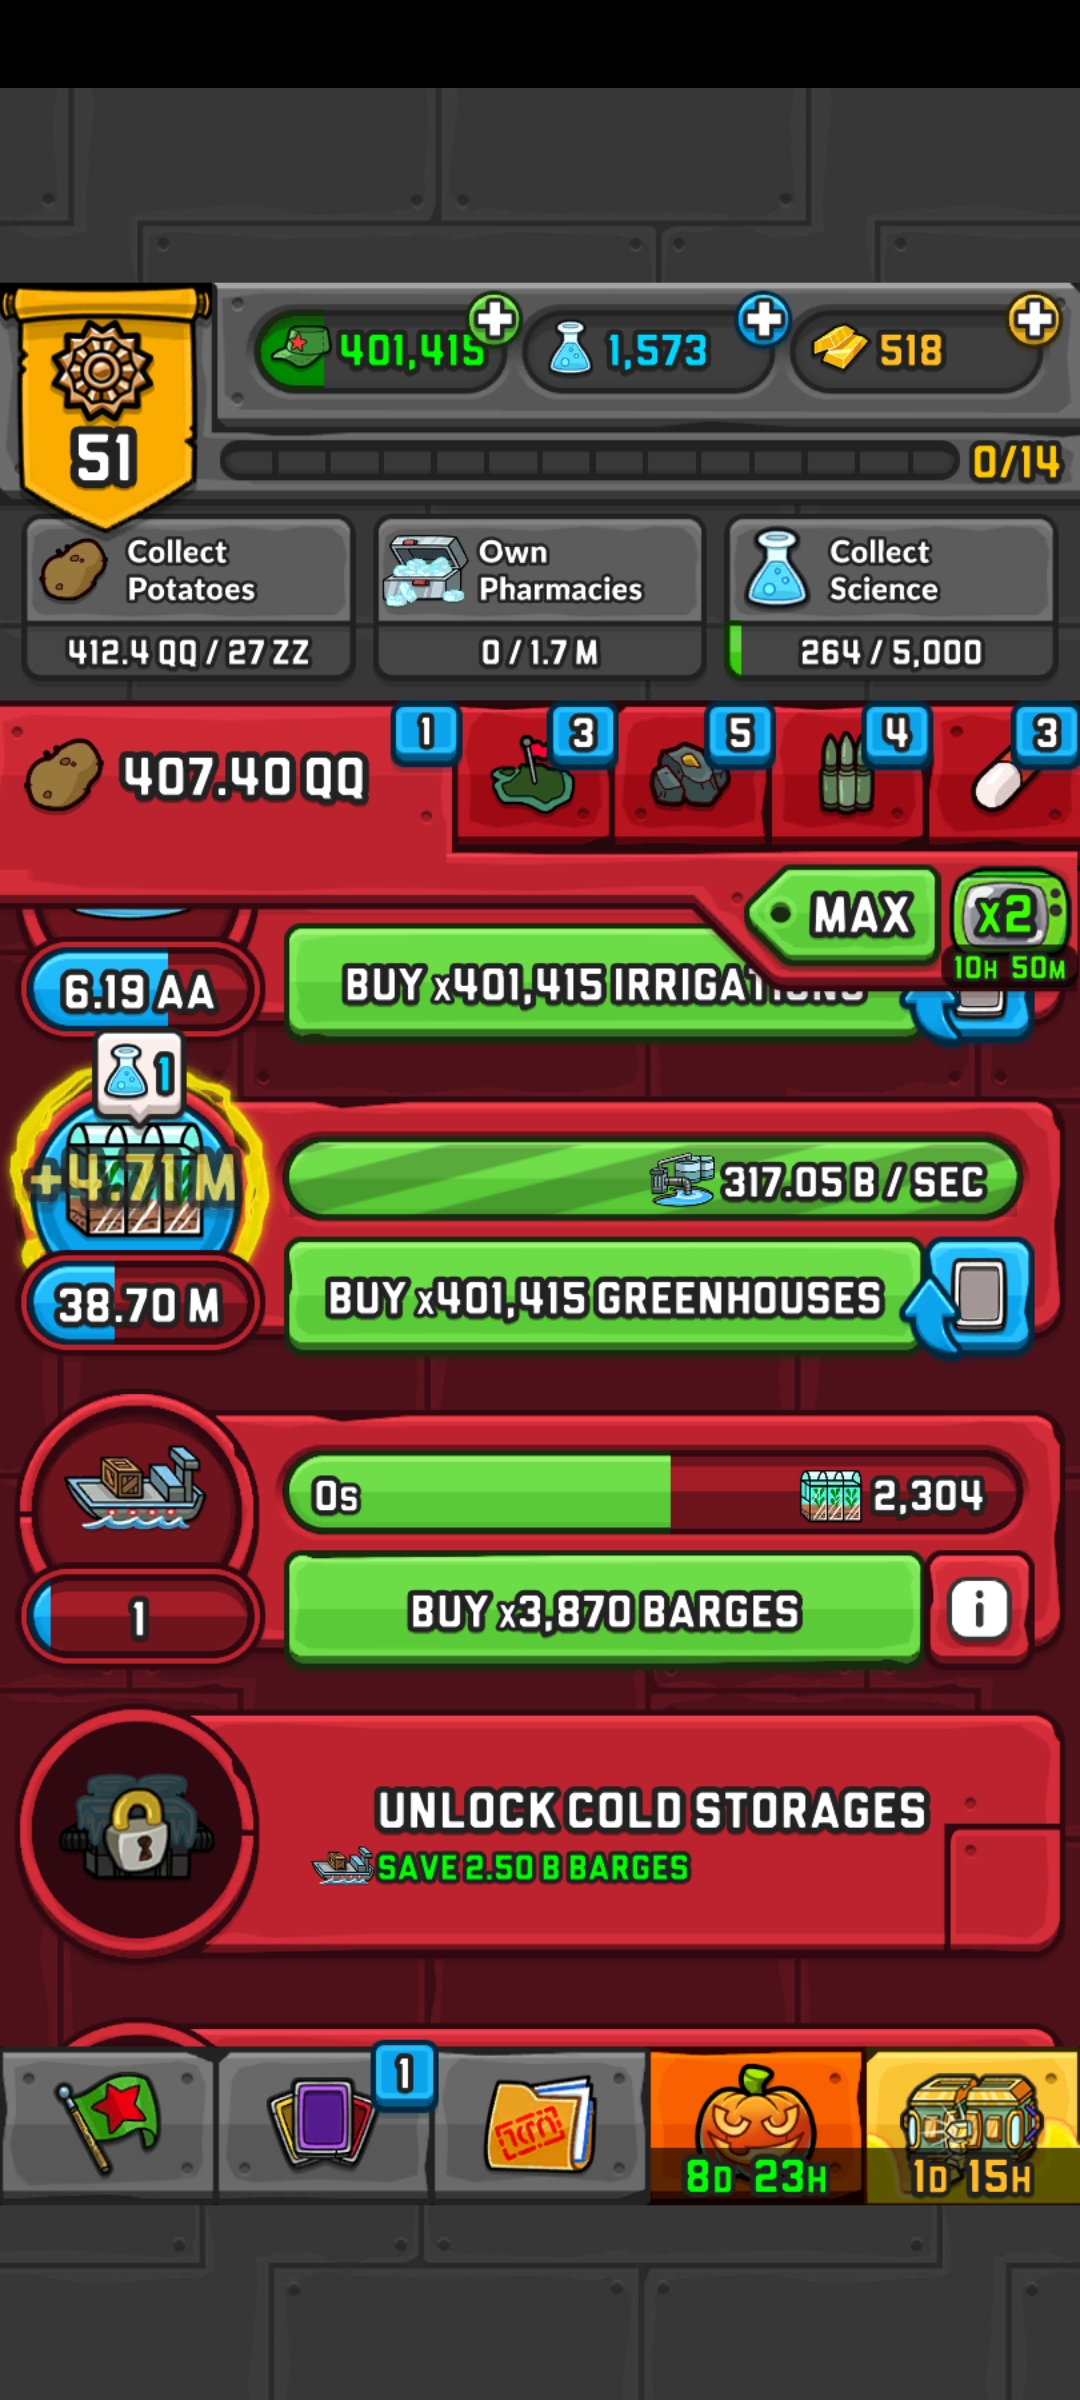 401,415
1,573
518
51
0/14
Collect
Potatoes
412.4 QQ / 27 ZZ
Own
Pharmacies
0 / 1.7 M
Collect
Science
264 / 5,000
407.40 QQ
1
3
5
4
3
MAX
x2
10H 50M
6.19 AA
BUY x401,415 IRRIGATIONS
1
+4.71 M
317.05 B / SEC
38.70 M
BUY x401,415 GREENHOUSES
0s
2,304
1
BUY x3,870 BARGES
i
UNLOCK COLD STORAGES
SAVE 2.50 B BARGES
1
8D 23H
1D 15H